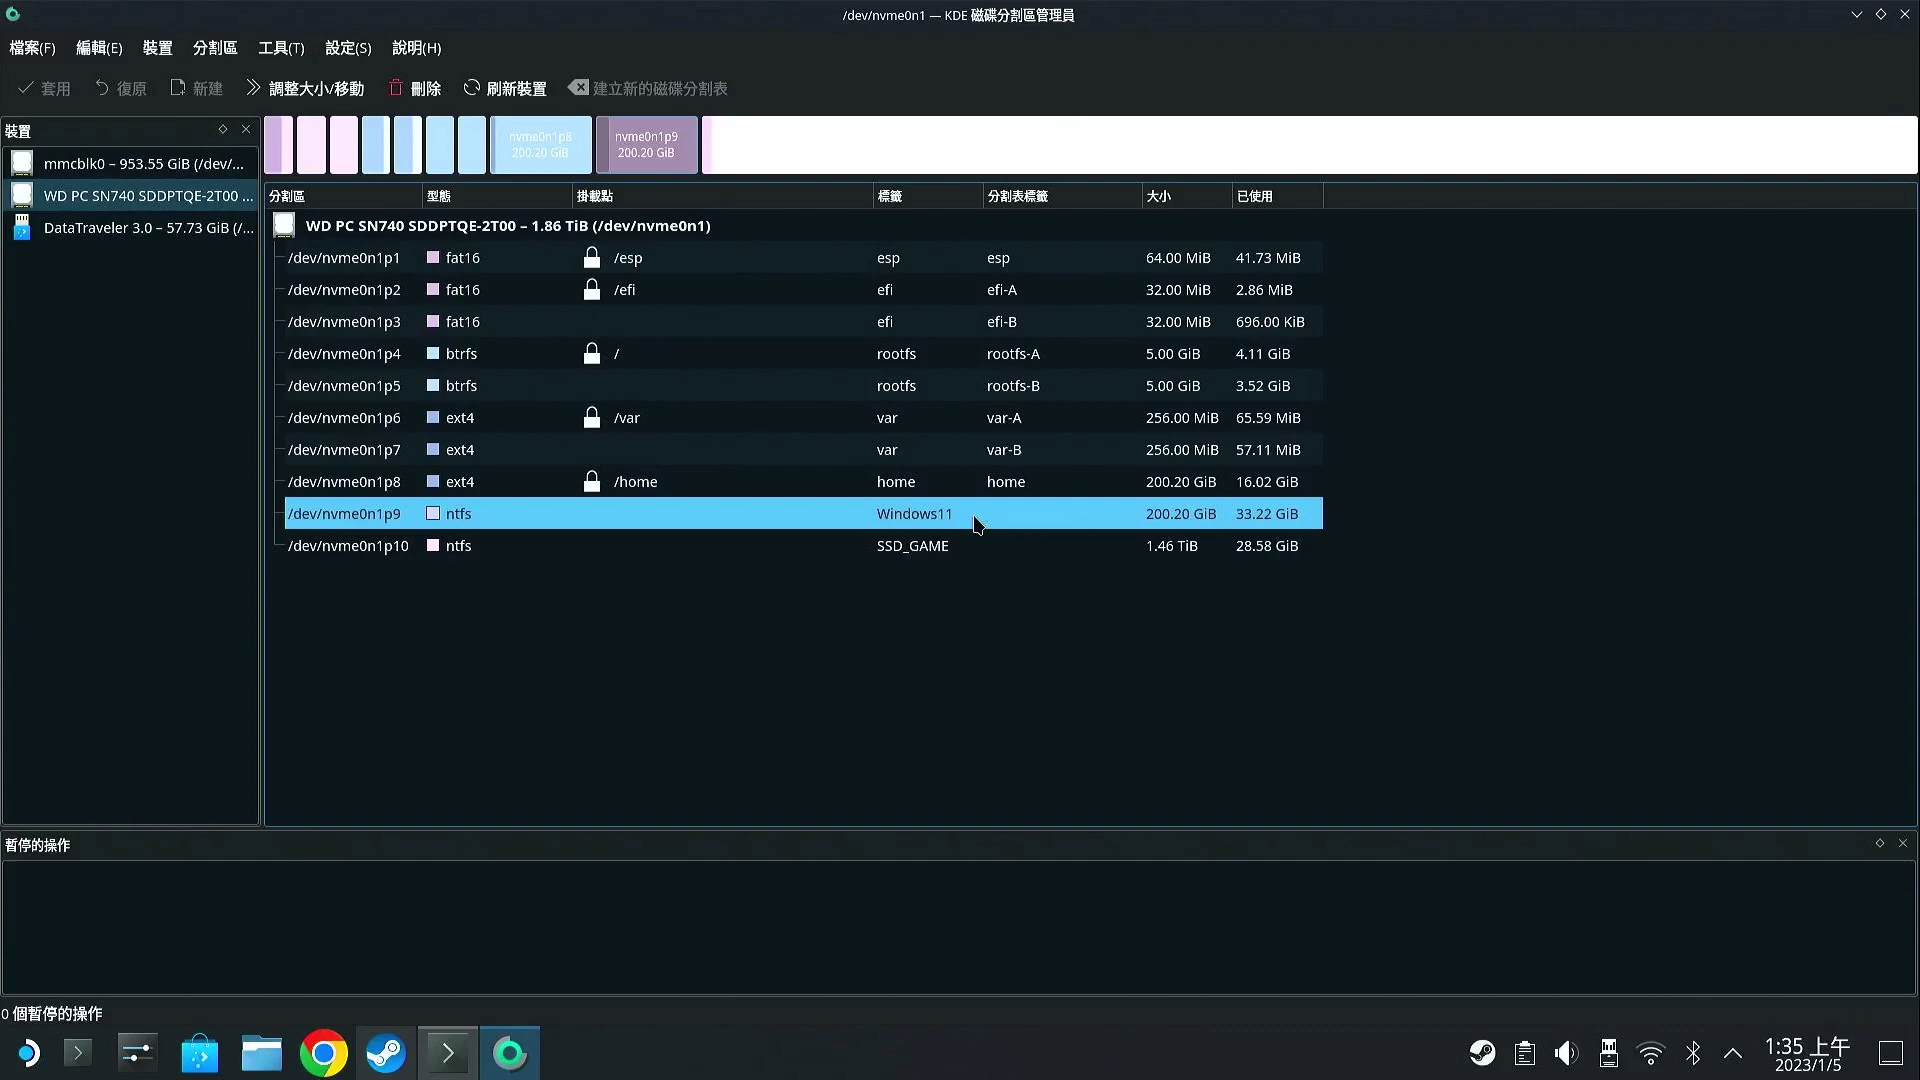 /dev/nvme0n1 — KDE 磁碟分割區管理員
檔案(F) 編輯(E) 裝置 分割區 工具(T) 設定(S) 說明(H)
套用 復原 新建 調整大小/移動 刪除 刷新裝置 建立新的磁碟分割表
裝置
mmcblk0 – 953.55 GiB (/dev/...
WD PC SN740 SDDPTQE-2T00 ...
DataTraveler 3.0 – 57.73 GiB (/...
nvme0n1p8
200.20 GiB
nvme0n1p9
200.20 GiB
分割區 型態 掛載點 標籤 分割表標籤 大小 已使用
WD PC SN740 SDDPTQE-2T00 – 1.86 TiB (/dev/nvme0n1)
/dev/nvme0n1p1 fat16 /esp esp esp 64.00 MiB 41.73 MiB
/dev/nvme0n1p2 fat16 /efi efi efi-A 32.00 MiB 2.86 MiB
/dev/nvme0n1p3 fat16 efi efi-B 32.00 MiB 696.00 KiB
/dev/nvme0n1p4 btrfs / rootfs rootfs-A 5.00 GiB 4.11 GiB
/dev/nvme0n1p5 btrfs rootfs rootfs-B 5.00 GiB 3.52 GiB
/dev/nvme0n1p6 ext4 /var var var-A 256.00 MiB 65.59 MiB
/dev/nvme0n1p7 ext4 var var-B 256.00 MiB 57.11 MiB
/dev/nvme0n1p8 ext4 /home home home 200.20 GiB 16.02 GiB
/dev/nvme0n1p9 ntfs Windows11 200.20 GiB 33.22 GiB
/dev/nvme0n1p10 ntfs SSD_GAME 1.46 TiB 28.58 GiB
暫停的操作
0 個暫停的操作
1:35 上午
2023/1/5